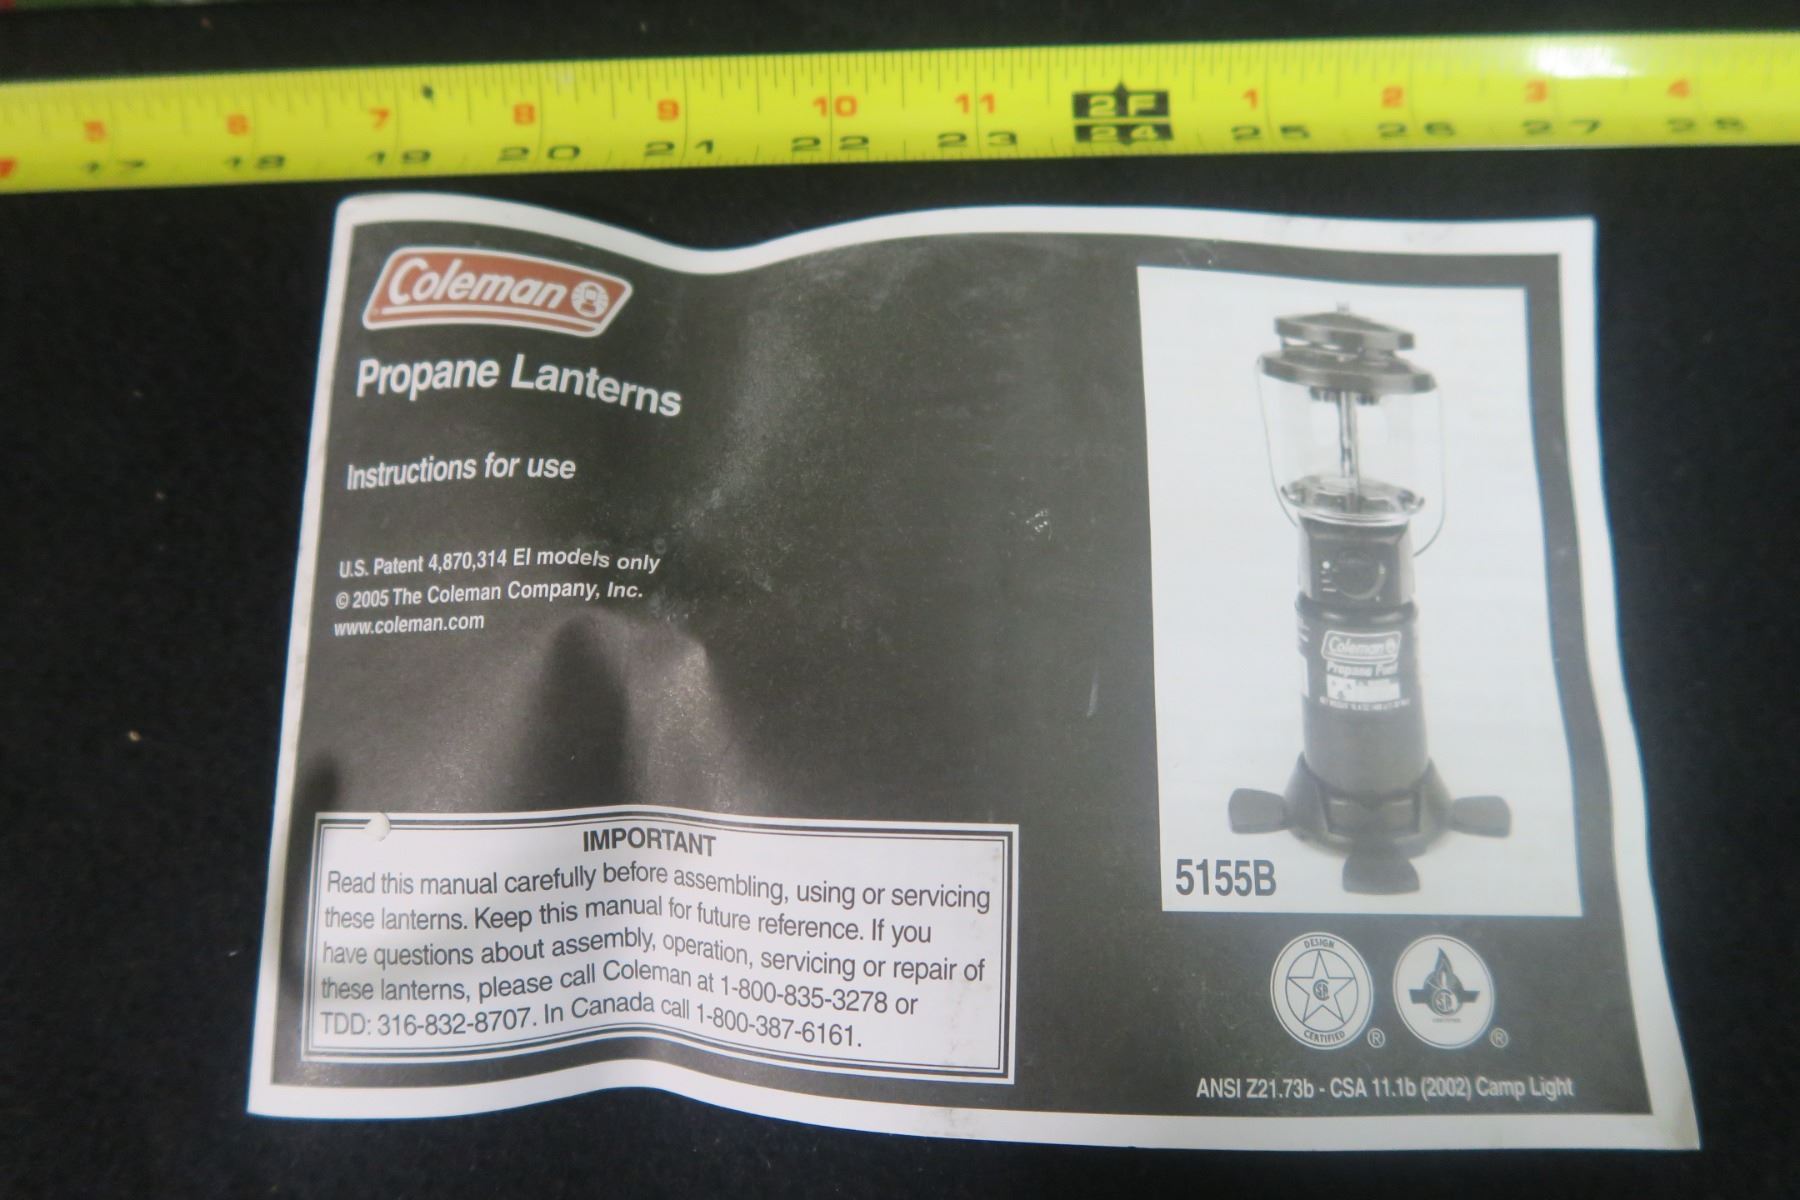 5 6 7 8 9 10 11 2F 1 2 3 4
17 18 19 20 21 22 23 24 25 26 27 28
Coleman
Propane Lanterns
Instructions for use
U.S. Patent 4,870,314 EI models only
© 2005 The Coleman Company, Inc.
www.coleman.com
IMPORTANT
Read this manual carefully before assembling, using or servicing
these lanterns. Keep this manual for future reference. If you
have questions about assembly, operation, servicing or repair of
these lanterns, please call Coleman at 1-800-835-3278 or
TDD: 316-832-8707. In Canada call 1-800-387-6161.
Coleman
Propane Fuel
5155B
DESIGN
CERTIFIED
®
®
ANSI Z21.73b - CSA 11.1b (2002) Camp Light